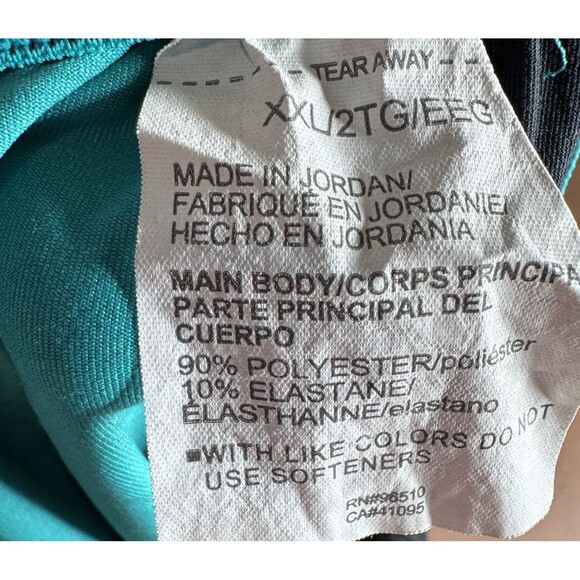 TEAR AWAY
XXL/2TG/EEG
MADE IN JORDAN/
FABRIQUÉ EN JORDANIE/
HECHO EN JORDANIA
MAIN BODY/CORPS PRINCIPA
PARTE PRINCIPAL DEL
CUERPO
90% POLYESTER/poliéster
10% ELASTANE/
ÉLASTHANNE/elastano
■WITH LIKE COLORS DO NOT
USE SOFTENERS
RN#96510
CA#41095